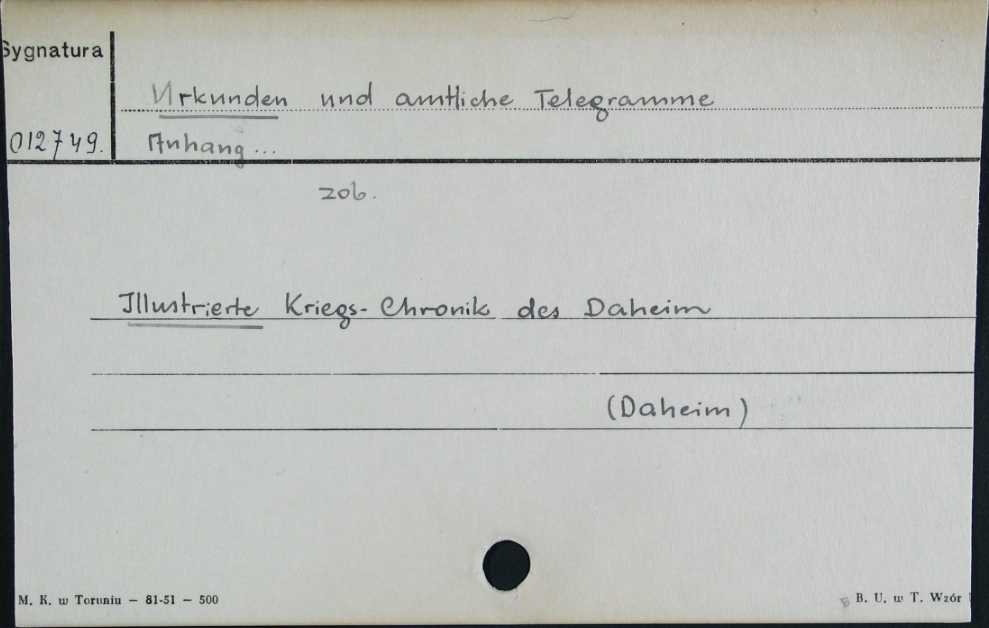 Sygnatura
Urkunden und amtliche Telegramme
012749.
Anhang...
zob.
Illustrierte Kriegs-Chronik des Daheim
(Daheim)
M. K. w Toruniu — 81-51 — 500
B. U. w T. Wzór